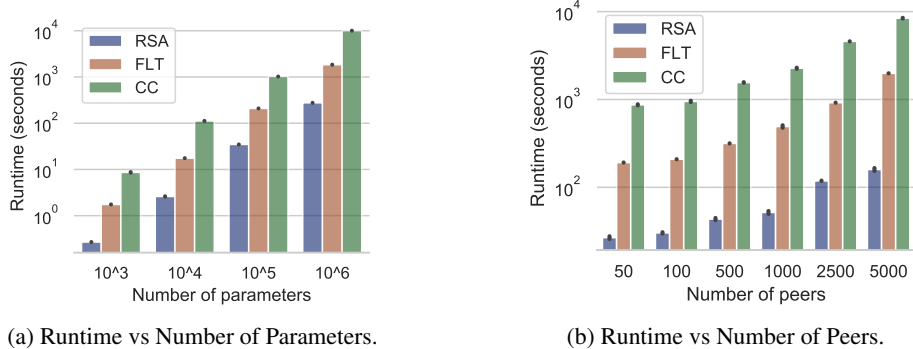 RSA
FLT
CC
10^4
10^3
10^2
10^1
10^0
Runtime (seconds)
10^3 10^4 10^5 10^6
Number of parameters
(a) Runtime vs Number of Parameters.
RSA
FLT
CC
10^4
10^3
10^2
Runtime (seconds)
50 100 500 1000 2500 5000
Number of peers
(b) Runtime vs Number of Peers.